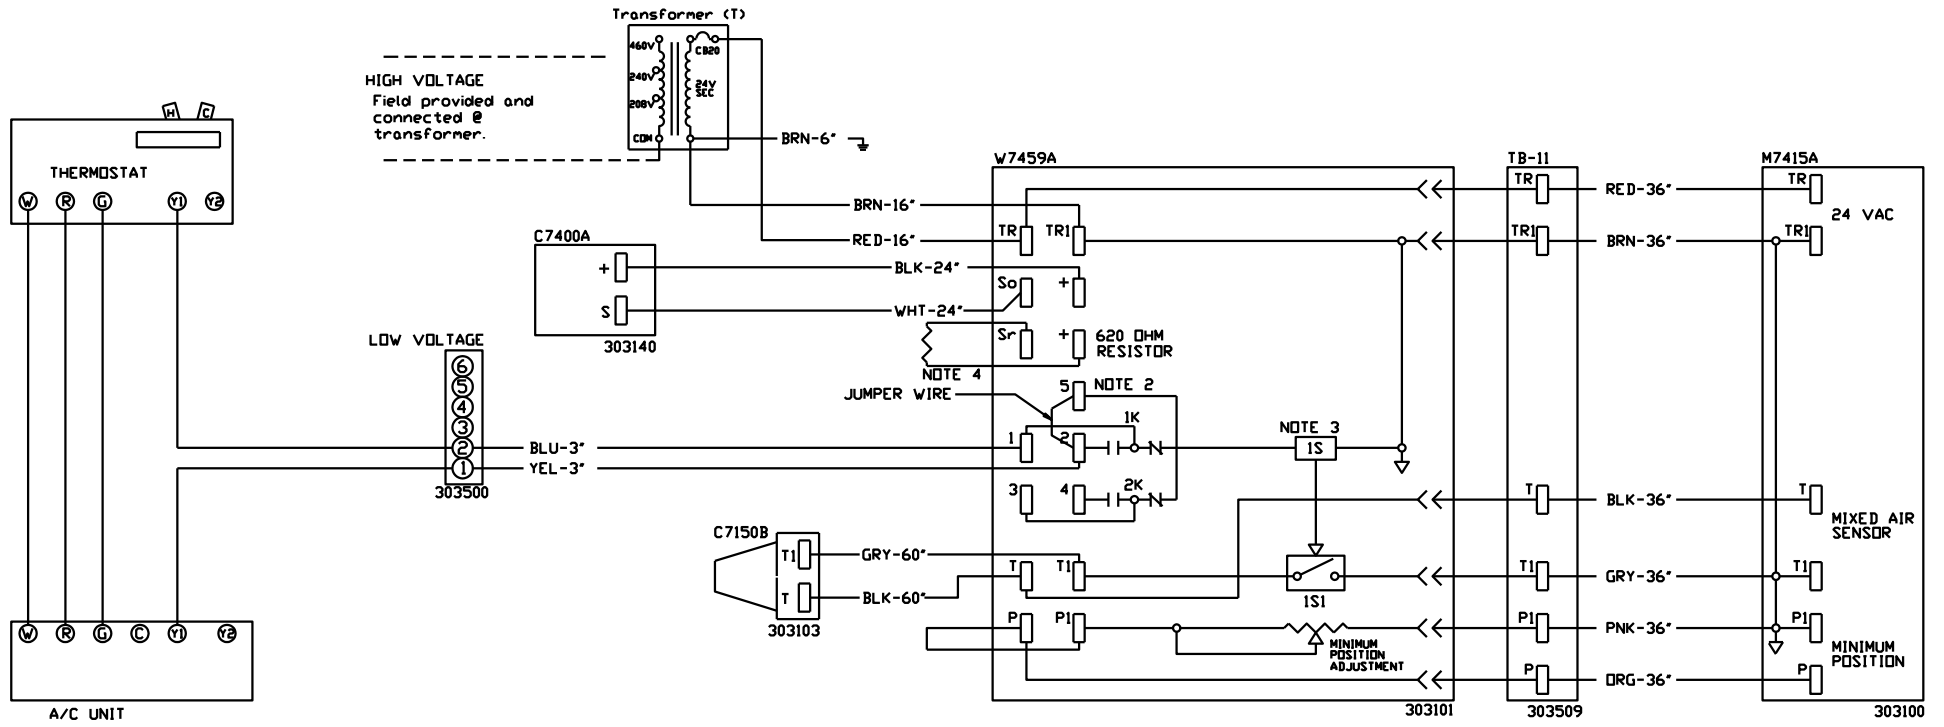 Transformer (T)
460V
240V
208V
COM
CB20
24V
SEC
HIGH VOLTAGE
Field provided and
connected @
transformer.
BRN-6"
H
C
THERMOSTAT
W
R
G
Y1
Y2
W7459A
TB-11
M7415A
BRN-16"
RED-16"
TR
TR1
TR
RED-36"
TR
24 VAC
TR1
BRN-36"
TR1
C7400A
+
S
303140
BLK-24"
WHT-24"
So
+
Sr
+
620 OHM
RESISTOR
NOTE 4
LOW VOLTAGE
6
5
4
3
2
1
303500
JUMPER WIRE
5
NOTE 2
1K
BLU-3"
YEL-3"
1
2
NOTE 3
1S
3
4
2K
T
BLK-36"
T
MIXED AIR
SENSOR
C7150B
T1
T
303103
GRY-60"
BLK-60"
T
T1
1S1
T1
GRY-36"
T1
P
P1
MINIMUM
POSITION
ADJUSTMENT
P1
PNK-36"
P1
MINIMUM
POSITION
P
ORG-36"
P
303101
303509
303100
W
R
G
C
Y1
Y2
A/C UNIT